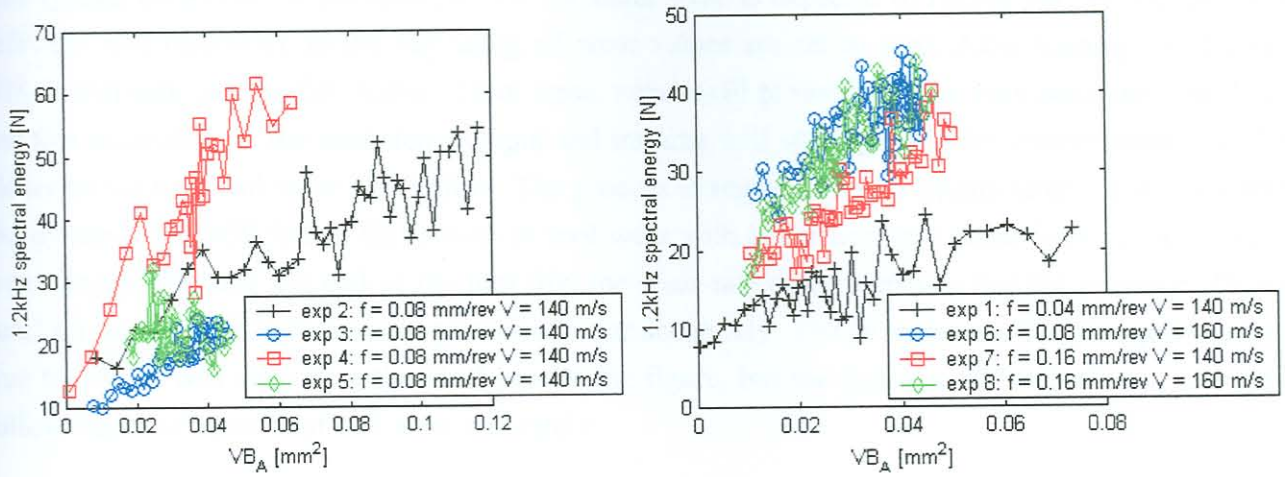 70
60
50
40
30
20
10
1.2kHz spectral energy [N]
0
0.02
0.04
0.06
0.08
0.1
0.12
VB_A [mm²]
exp 2: f = 0.08 mm/rev V = 140 m/s
exp 3: f = 0.08 mm/rev V = 140 m/s
exp 4: f = 0.08 mm/rev V = 140 m/s
exp 5: f = 0.08 mm/rev V = 140 m/s
50
40
30
20
10
0
1.2kHz spectral energy [N]
0
0.02
0.04
0.06
0.08
VB_A [mm²]
exp 1: f = 0.04 mm/rev V = 140 m/s
exp 6: f = 0.08 mm/rev V = 160 m/s
exp 7: f = 0.16 mm/rev V = 140 m/s
exp 8: f = 0.16 mm/rev V = 160 m/s